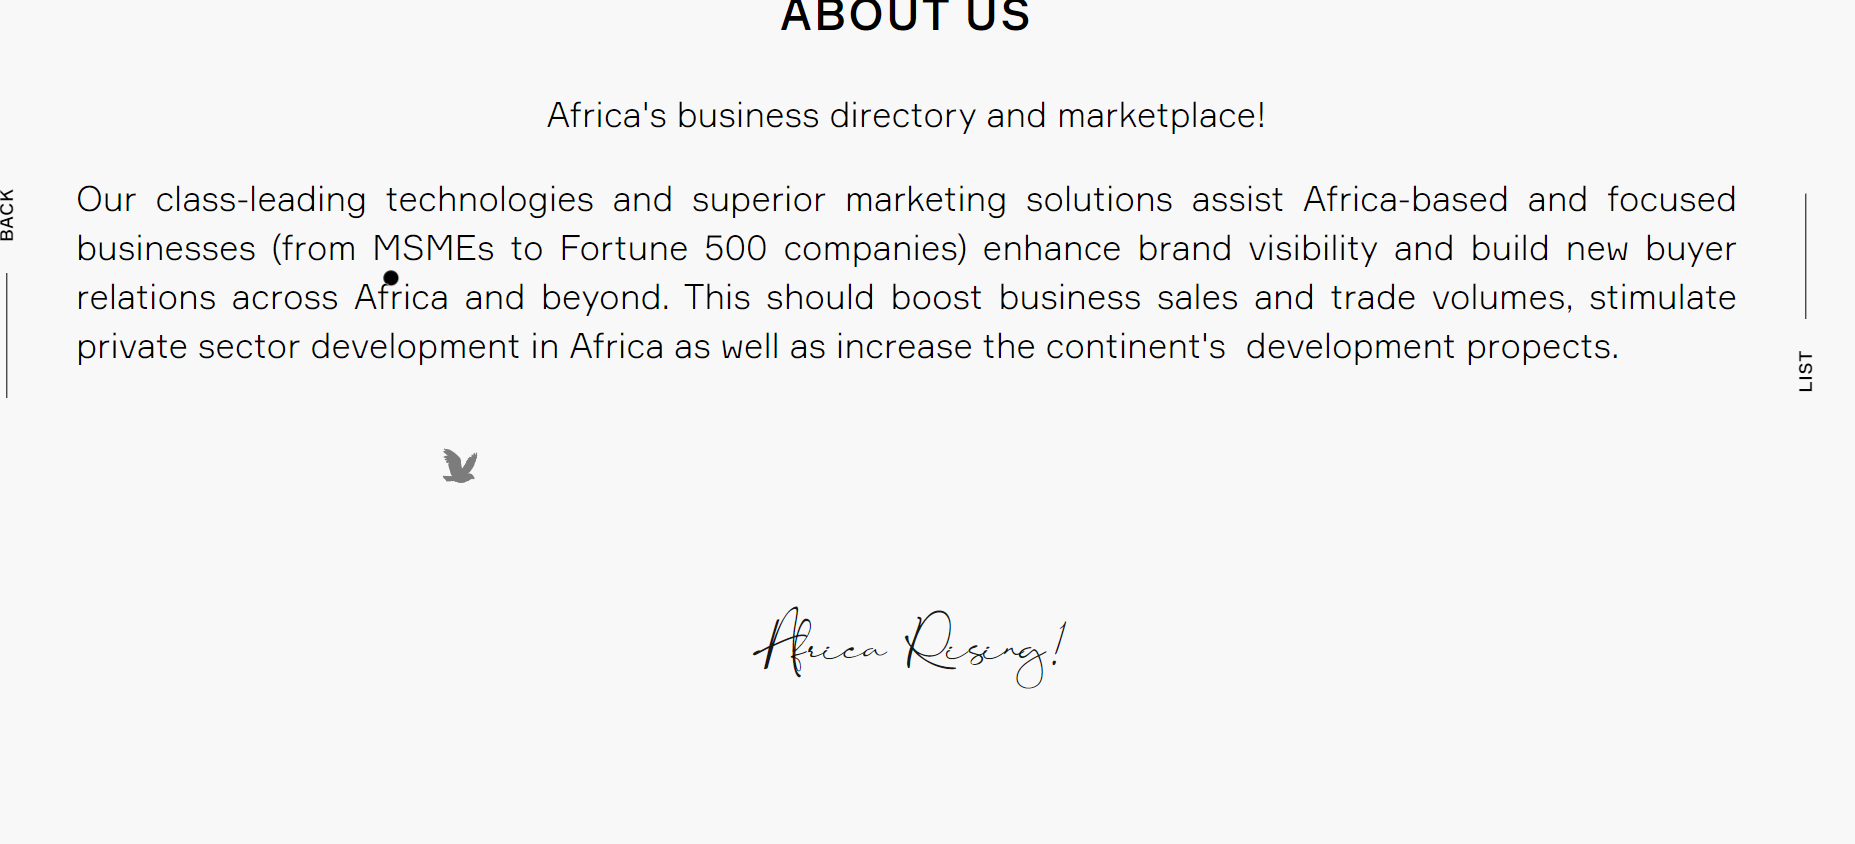 ABOUT US
Africa's business directory and marketplace!
BACK
Our class-leading technologies and superior marketing solutions assist Africa-based and focused
businesses (from MSMEs to Fortune 500 companies) enhance brand visibility and build new buyer
relations across Africa and beyond. This should boost business sales and trade volumes, stimulate
private sector development in Africa as well as increase the continent's  development propects.
LIST
Africa Rising!